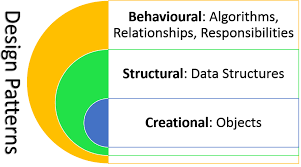 Design Patterns
Behavioural: Algorithms,
Relationships, Responsibilities
Structural: Data Structures
Creational: Objects